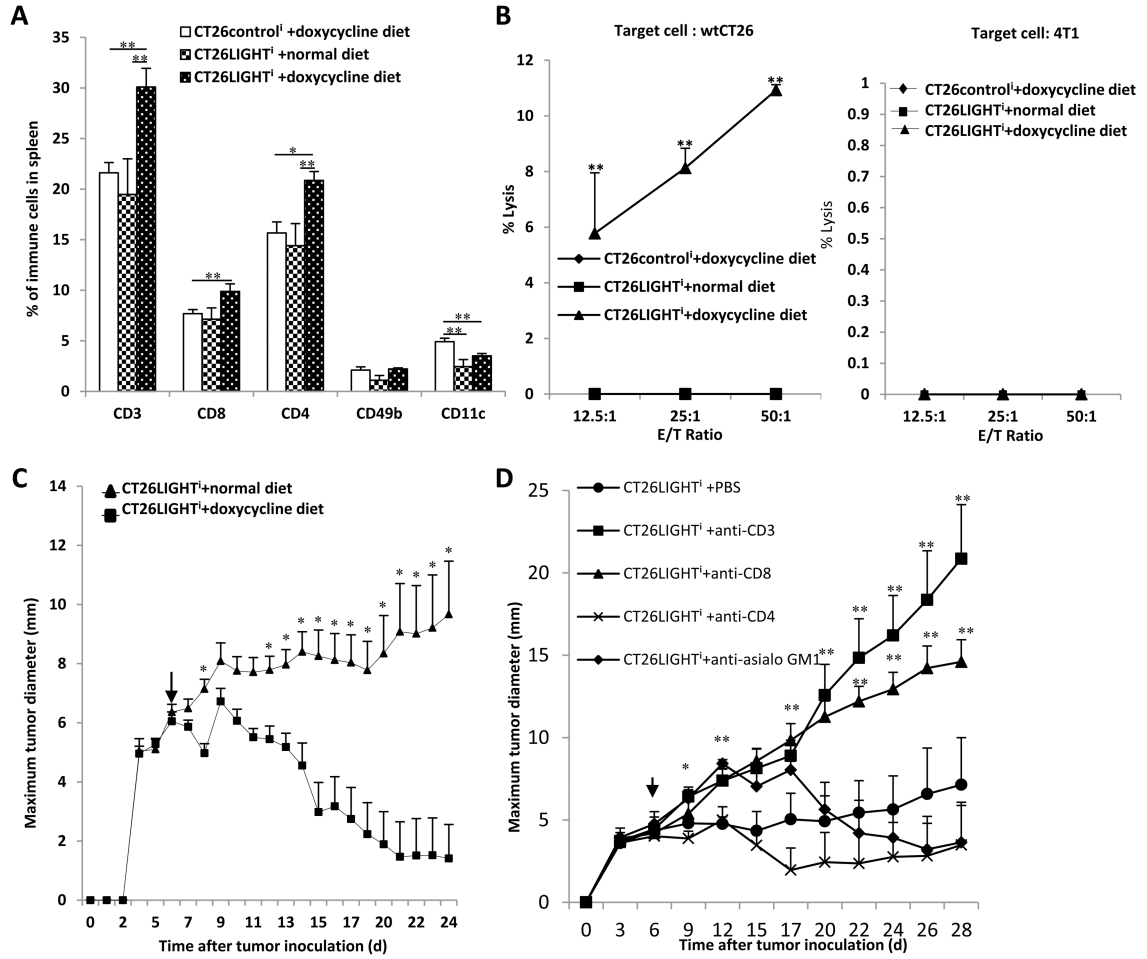 A
CT26controlⁱ +doxycycline diet
CT26LIGHTⁱ +normal diet
CT26LIGHTⁱ +doxycycline diet
% of immune cells in spleen
35
30
25
20
15
10
5
0
** ** ** * ** ** **
CD3 CD8 CD4 CD49b CD11c
B
Target cell : wtCT26
% Lysis
12
10
8
6
4
2
0
** ** **
CT26controlⁱ+doxycycline diet
CT26LIGHTⁱ+normal diet
CT26LIGHTⁱ+doxycycline diet
12.5:1 25:1 50:1
E/T Ratio
Target cell: 4T1
CT26controlⁱ+doxycycline diet
CT26LIGHTⁱ+normal diet
CT26LIGHTⁱ+doxycycline diet
% Lysis
1
0.9
0.8
0.7
0.6
0.5
0.4
0.3
0.2
0.1
0
12.5:1 25:1 50:1
E/T Ratio
C
CT26LIGHTⁱ+normal diet
CT26LIGHTⁱ+doxycycline diet
Maximum tumor diameter (mm)
14
12
10
8
6
4
2
0
* * * * * * * * * * * * *
0 2 5 7 9 11 13 15 17 20 22 24
Time after tumor inoculation (d)
D
CT26LIGHTⁱ +PBS
CT26LIGHTⁱ +anti-CD3
CT26LIGHTⁱ+anti-CD8
CT26LIGHTⁱ +anti-CD4
CT26LIGHTⁱ+anti-asialo GM1
Maximum tumor diameter (mm)
25
20
15
10
5
0
* ** ** ** ** ** ** ** ** ** ** **
0 3 6 9 12 15 17 20 22 24 26 28
Time after tumor inoculation (d)